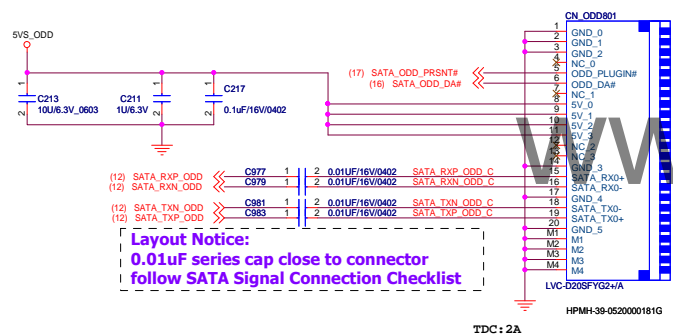 CN_ODD801
5VS_ODD
1 GND_0
2 GND_1
3 GND_2
4 NC_0
(17) SATA_ODD_PRSNT# 5 ODD_PLUGIN#
(16) SATA_ODD_DA# 6 ODD_DA#
7 NC_1
8 5V_0
9 5V_1
10 5V_2
11 5V_3
12 NC_2
13 NC_3
14 GND_3
1 2 C213
10U/6.3V_0603
1 2 C211
1U/6.3V
1 2 C217
0.1uF/16V/0402
WW
(12) SATA_RXP_ODD C977 1 2 0.01UF/16V/0402 SATA_RXP_ODD_C 15 SATA_RX0+
(12) SATA_RXN_ODD C979 1 2 0.01UF/16V/0402 SATA_RXN_ODD_C 16 SATA_RX0-
17 GND_4
(12) SATA_TXN_ODD C981 1 2 0.01UF/16V/0402 SATA_TXN_ODD_C 18 SATA_TX0-
(12) SATA_TXP_ODD C983 1 2 0.01UF/16V/0402 SATA_TXP_ODD_C 19 SATA_TX0+
20 GND_5
M1 M1
M2 M2
M3 M3
M4 M4
Layout Notice:
0.01uF series cap close to connector
follow SATA Signal Connection Checklist
LVC-D20SFYG2+/A
HPMH-39-0520000181G
TDC:2A